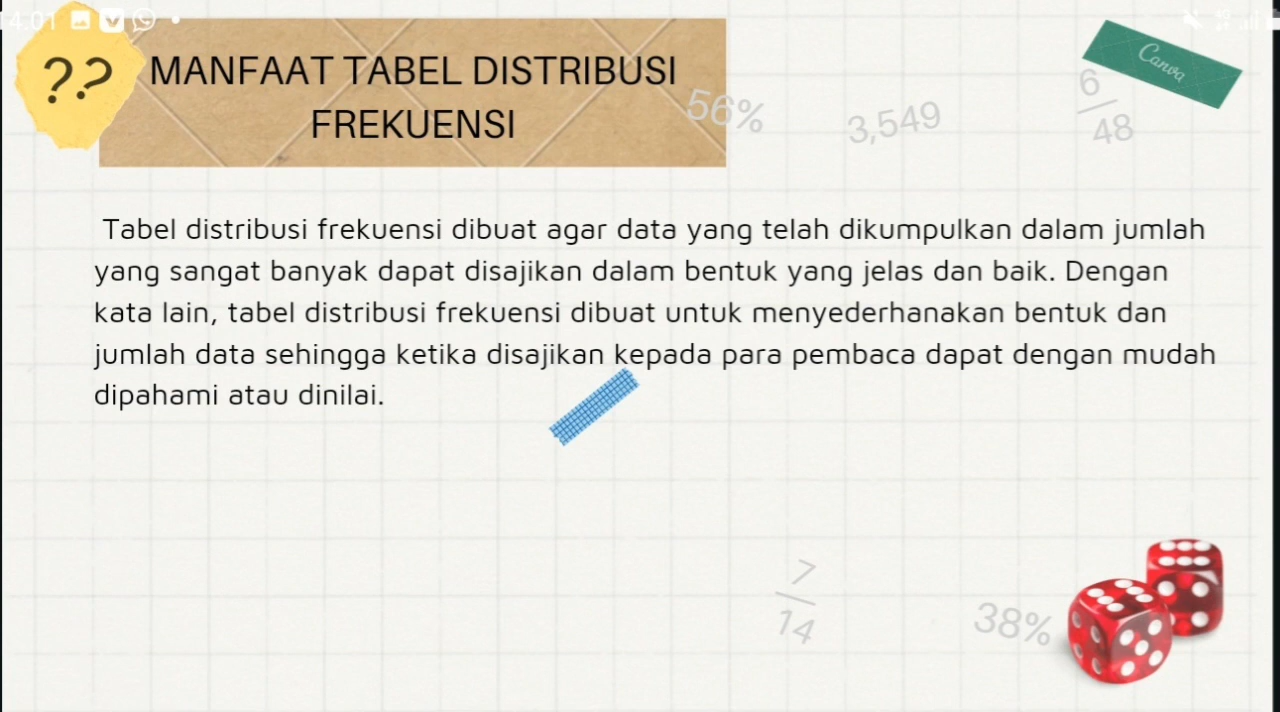 4.01
??
MANFAAT TABEL DISTRIBUSI
FREKUENSI
56%
3,549
6
48
Canva
Tabel distribusi frekuensi dibuat agar data yang telah dikumpulkan dalam jumlah
yang sangat banyak dapat disajikan dalam bentuk yang jelas dan baik. Dengan
kata lain, tabel distribusi frekuensi dibuat untuk menyederhanakan bentuk dan
jumlah data sehingga ketika disajikan kepada para pembaca dapat dengan mudah
dipahami atau dinilai.
7
14
38%